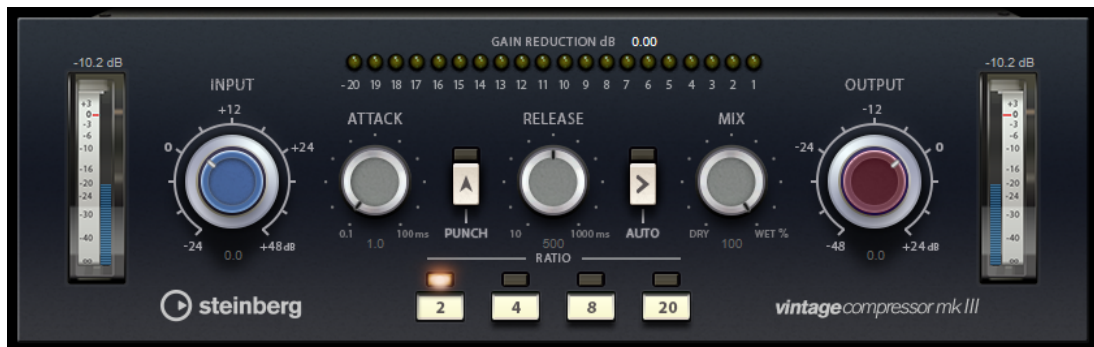 GAIN REDUCTION dB 0.00
-10.2 dB
-10.2 dB
INPUT
OUTPUT
-20 19 18 17 16 15 14 13 12 11 10 9 8 7 6 5 4 3 2 1
+3
0
-3
-6
-10
-16
-20
-24
-30
-40
∞
+12
0
+24
-24
+48 dB
0.0
ATTACK
0.1
100 ms
1.0
PUNCH
RELEASE
10
1000 ms
500
AUTO
MIX
DRY
WET %
100
-12
-24
0
-48
+24 dB
0.0
+3
0
-3
-6
-10
-16
-20
-24
-30
-40
∞
RATIO
2 4 8 20
steinberg
vintage compressor mk III